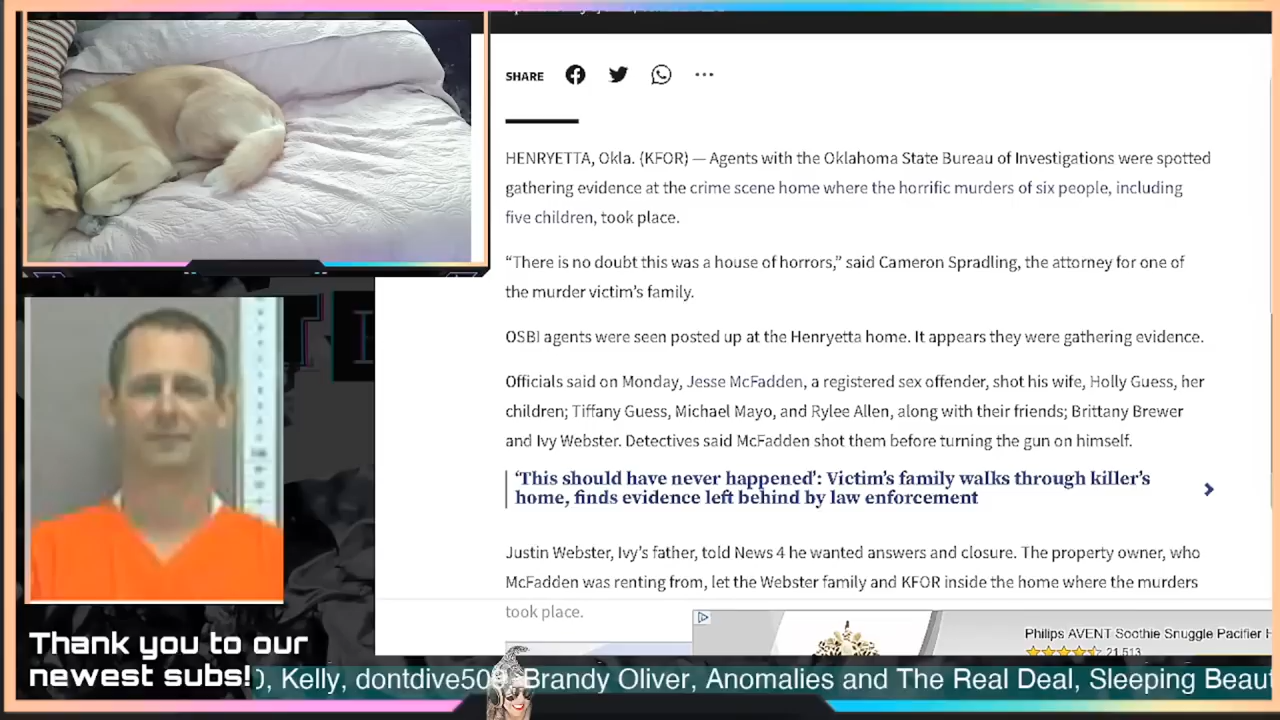 SHARE
HENRYETTA, Okla. (KFOR) — Agents with the Oklahoma State Bureau of Investigations were spotted
gathering evidence at the crime scene home where the horrific murders of six people, including
five children, took place.
“There is no doubt this was a house of horrors,” said Cameron Spradling, the attorney for one of
the murder victim’s family.
OSBI agents were seen posted up at the Henryetta home. It appears they were gathering evidence.
Officials said on Monday, Jesse McFadden, a registered sex offender, shot his wife, Holly Guess, her
children; Tiffany Guess, Michael Mayo, and Rylee Allen, along with their friends; Brittany Brewer
and Ivy Webster. Detectives said McFadden shot them before turning the gun on himself.
‘This should have never happened’: Victim’s family walks through killer’s
home, finds evidence left behind by law enforcement
Justin Webster, Ivy’s father, told News 4 he wanted answers and closure. The property owner, who
McFadden was renting from, let the Webster family and KFOR inside the home where the murders
took place.
Philips AVENT Soothie Snuggle Pacifier H
21,513
Thank you to our
newest subs!
), Kelly, dontdive50 Brandy Oliver, Anomalies and The Real Deal, Sleeping Beaut